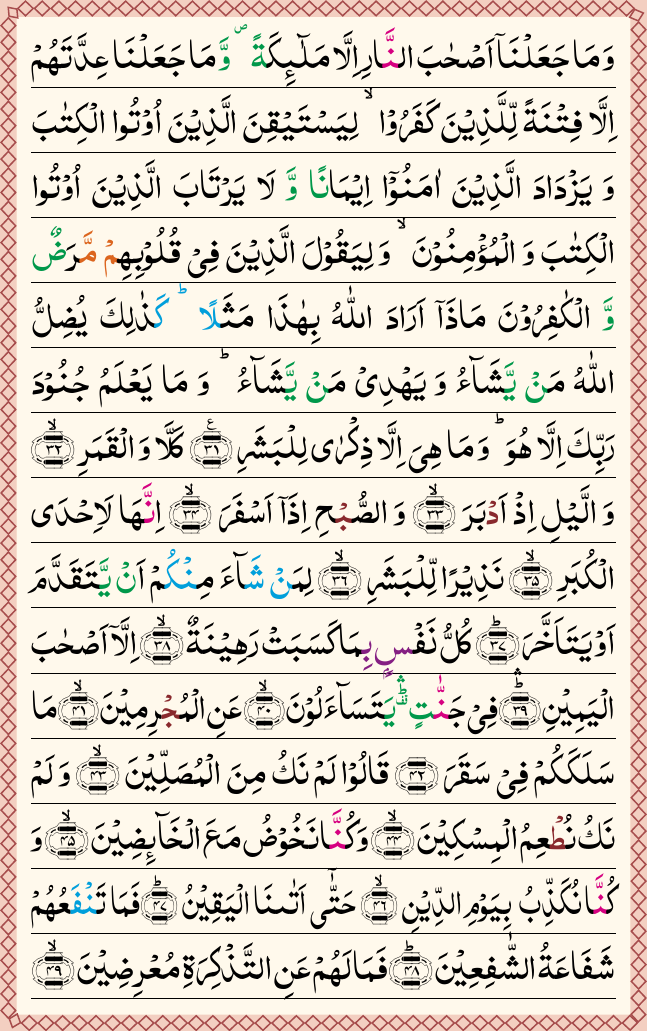 وَمَا جَعَلْنَاۤ اَصْحٰبَ النَّارِ اِلَّا مَلٰٓئِكَةً ۪ وَّ مَا جَعَلْنَا عِدَّتَهُمْ
اِلَّا فِتْنَةً لِّلَّذِيْنَ كَفَرُوْا ۙ لِيَسْتَيْقِنَ الَّذِيْنَ اُوْتُوا الْكِتٰبَ
وَ يَزْدَادَ الَّذِيْنَ اٰمَنُوْۤا اِيْمَانًا وَّ لَا يَرْتَابَ الَّذِيْنَ اُوْتُوا
الْكِتٰبَ وَ الْمُؤْمِنُوْنَ ۙ وَ لِيَقُوْلَ الَّذِيْنَ فِيْ قُلُوْبِهِمْ مَّرَضٌ
وَّ الْكٰفِرُوْنَ مَاذَاۤ اَرَادَ اللّٰهُ بِهٰذَا مَثَلًا ؕ كَذٰلِكَ يُضِلُّ
اللّٰهُ مَنْ يَّشَآءُ وَ يَهْدِيْ مَنْ يَّشَآءُ ؕ وَ مَا يَعْلَمُ جُنُوْدَ
رَبِّكَ اِلَّا هُوَ ؕ وَ مَا هِيَ اِلَّا ذِكْرٰى لِلْبَشَرِ ۟ع ۳۱ كَلَّا وَ الْقَمَرِ ۙ ۳۲
وَ الَّيْلِ اِذْ اَدْبَرَ ۙ ۳۳ وَ الصُّبْحِ اِذَاۤ اَسْفَرَ ۙ ۳۴ اِنَّهَا لَاِحْدَى
الْكُبَرِ ۙ ۳۵ نَذِيْرًا لِّلْبَشَرِ ۙ ۳۶ لِمَنْ شَآءَ مِنْكُمْ اَنْ يَّتَقَدَّمَ
اَوْ يَتَاَخَّرَ ؕ ۳۷ كُلُّ نَفْسٍۭ بِمَا كَسَبَتْ رَهِيْنَةٌ ۙ ۳۸ اِلَّاۤ اَصْحٰبَ
الْيَمِيْنِ ؕۛ ۳۹ فِيْ جَنّٰتٍ ؕۛ يَتَسَآءَلُوْنَ ۙ ۴۰ عَنِ الْمُجْرِمِيْنَ ۙ ۴۱ مَا
سَلَكَكُمْ فِيْ سَقَرَ ۴۲ قَالُوْا لَمْ نَكُ مِنَ الْمُصَلِّيْنَ ۙ ۴۳ وَ لَمْ
نَكُ نُطْعِمُ الْمِسْكِيْنَ ۙ ۴۴ وَ كُنَّا نَخُوْضُ مَعَ الْخَآئِضِيْنَ ۙ ۴۵ وَ
كُنَّا نُكَذِّبُ بِيَوْمِ الدِّيْنِ ۙ ۴۶ حَتّٰۤى اَتٰىنَا الْيَقِيْنُ ؕ ۴۷ فَمَا تَنْفَعُهُمْ
شَفَاعَةُ الشّٰفِعِيْنَ ؕ ۴۸ فَمَا لَهُمْ عَنِ التَّذْكِرَةِ مُعْرِضِيْنَ ۙ ۴۹